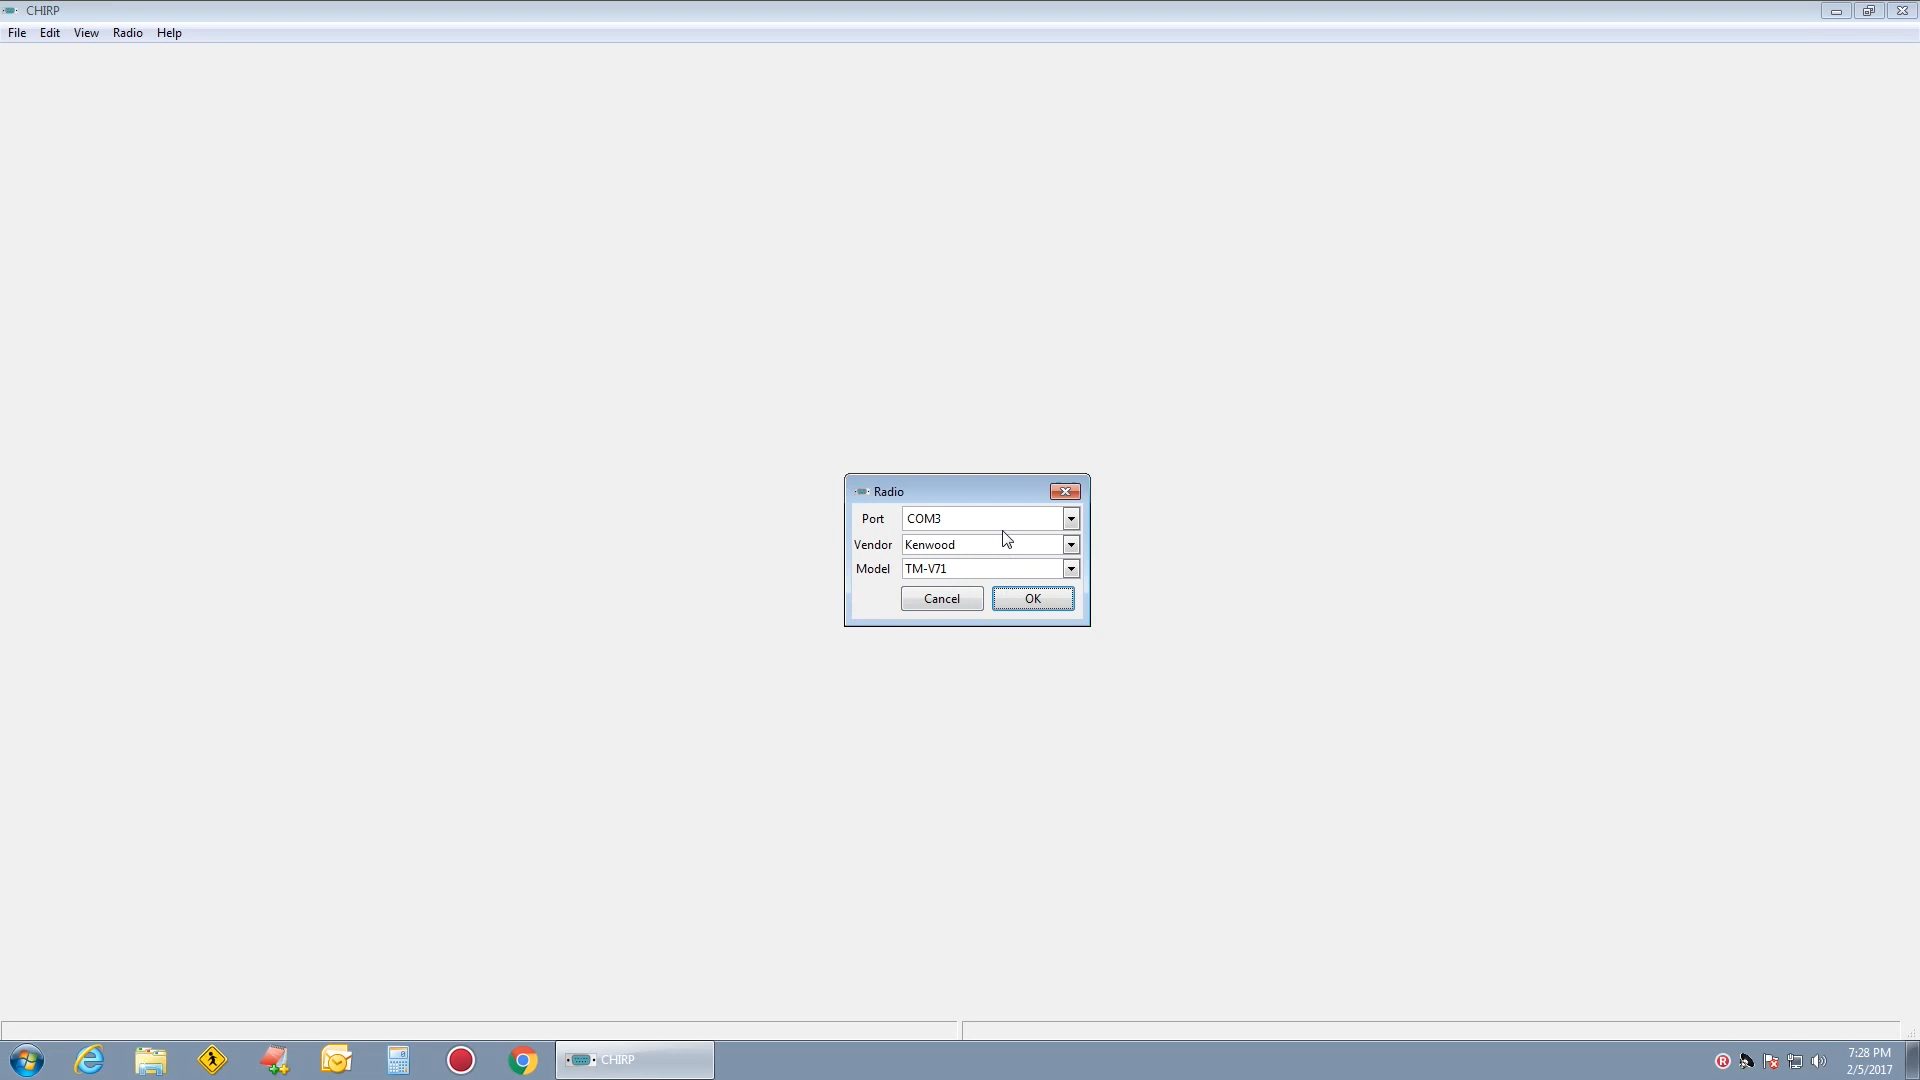 CHIRP
File Edit View Radio Help
Radio
Port COM3
Vendor Kenwood
Model TM-V71
Cancel OK
CHIRP
7:28 PM
2/5/2017